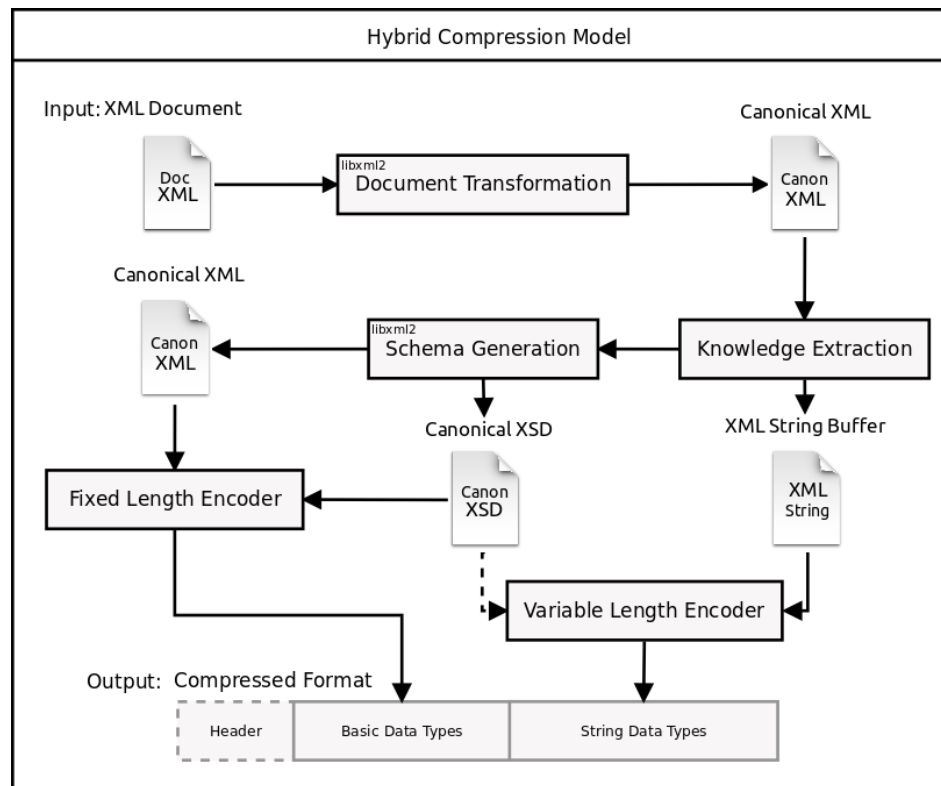 Hybrid Compression Model
Input: XML Document
Canonical XML
Doc
XML
libxml2
Document Transformation
Canon
XML
Canonical XML
Canon
XML
libxml2
Schema Generation
Knowledge Extraction
Canonical XSD
XML String Buffer
Fixed Length Encoder
Canon
XSD
XML
String
Variable Length Encoder
Output: Compressed Format
Header
Basic Data Types
String Data Types